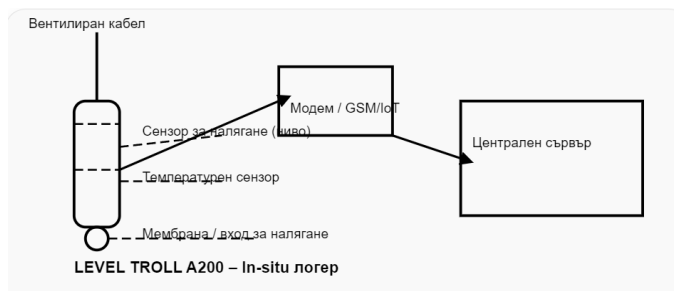 Вентилиран кабел
Модем / GSM/IoT
Сензор за налягане (ниво)
Централен сървър
Температурен сензор
Мембрана / вход за налягане
LEVEL TROLL A200 – In-situ логер